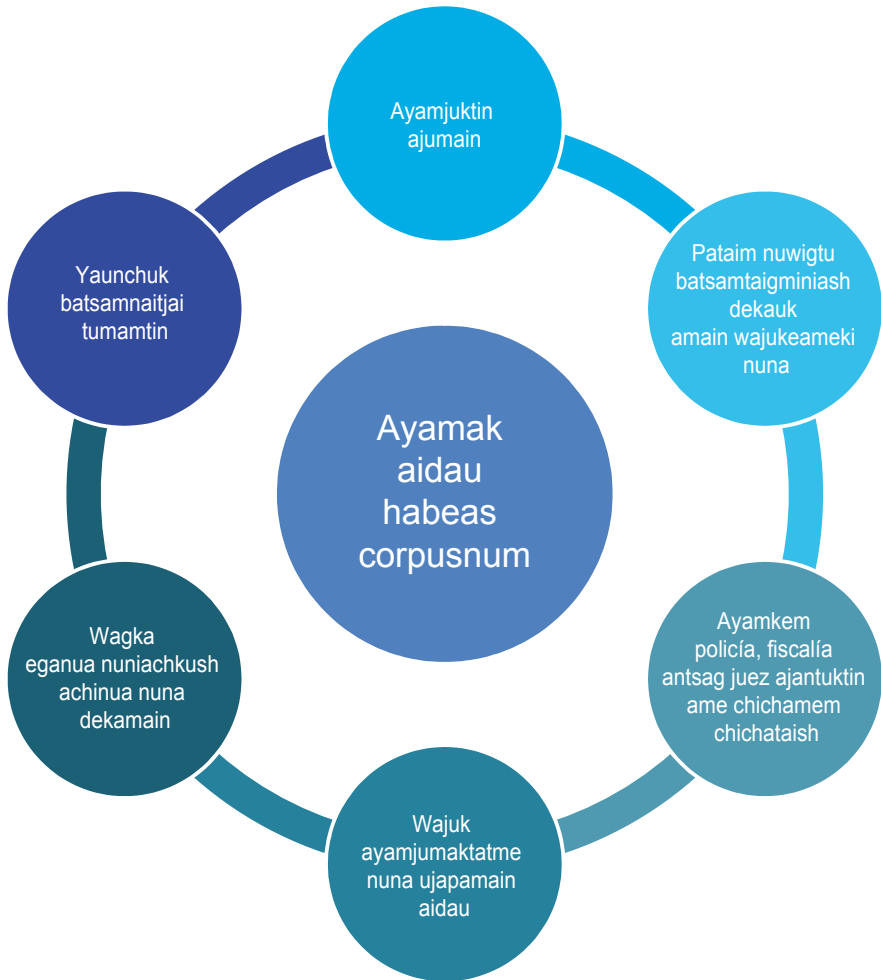 Ayamjuktin
ajumain
Pataim nuwigtu
batsamtaigminiash
dekauk
amain wajukeameki
nuna
Ayamkem
policía, fiscalía
antsag juez ajantuktin
ame chichamem
chichataish
Wajuk
ayamjumaktatme
nuna ujapamain
aidau
Wagka
eganua nuniachkush
achinua nuna
dekamain
Yaunchuk
batsamnaitjai
tumamtin
Ayamak
aidau
habeas
corpusnum